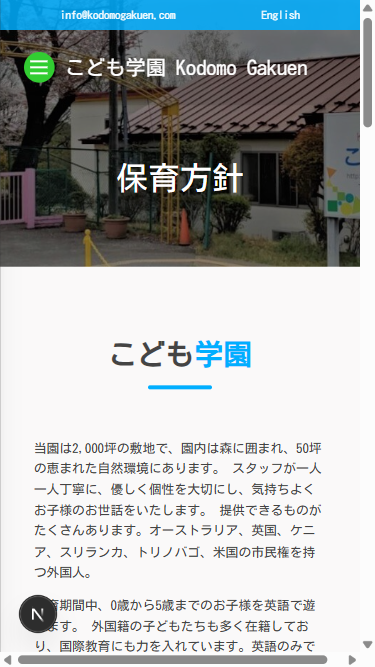 info@kodomogakuen.com English
こども学園 Kodomo Gakuen
保育方針
こども学園
当園は2,000坪の敷地で、園内は森に囲まれ、50坪
の恵まれた自然環境にあります。 スタッフが一人
一人丁寧に、優しく個性を大切にし、気持ちよく
お子様のお世話をいたします。 提供できるものが
たくさんあります。オーストラリア、英国、ケニ
ア、スリランカ、トリノバゴ、米国の市民権を持
つ外国人。
育期間中、0歳から5歳までのお子様を英語で遊
ます。 外国籍の子どもたちも多く在籍してお
り、国際教育にも力を入れています。英語のみで
N